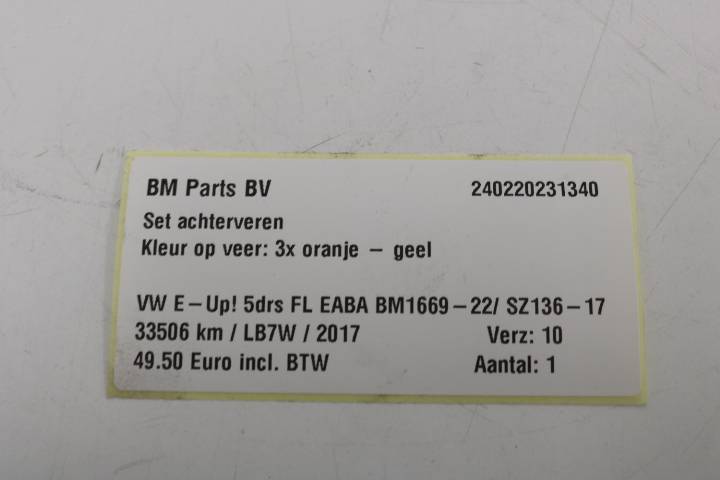 BM Parts BV 240220231340
Set achterveren
Kleur op veer: 3x oranje – geel
VW E–Up! 5drs FL EABA BM1669–22/ SZ136–17
33506 km / LB7W / 2017 Verz: 10
49.50 Euro incl. BTW Aantal: 1